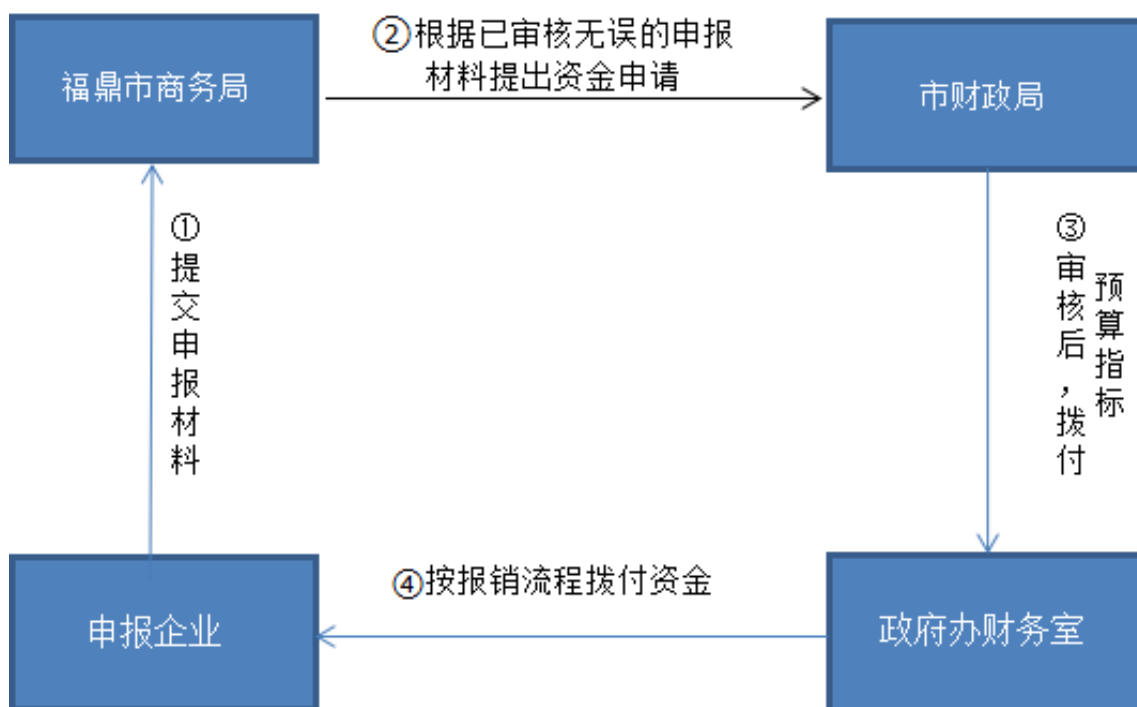 福鼎市商务局
②根据已审核无误的申报
材料提出资金申请
市财政局
①提交申报材料
③审核后，拨付
预算指标
申报企业
④按报销流程拨付资金
政府办财务室